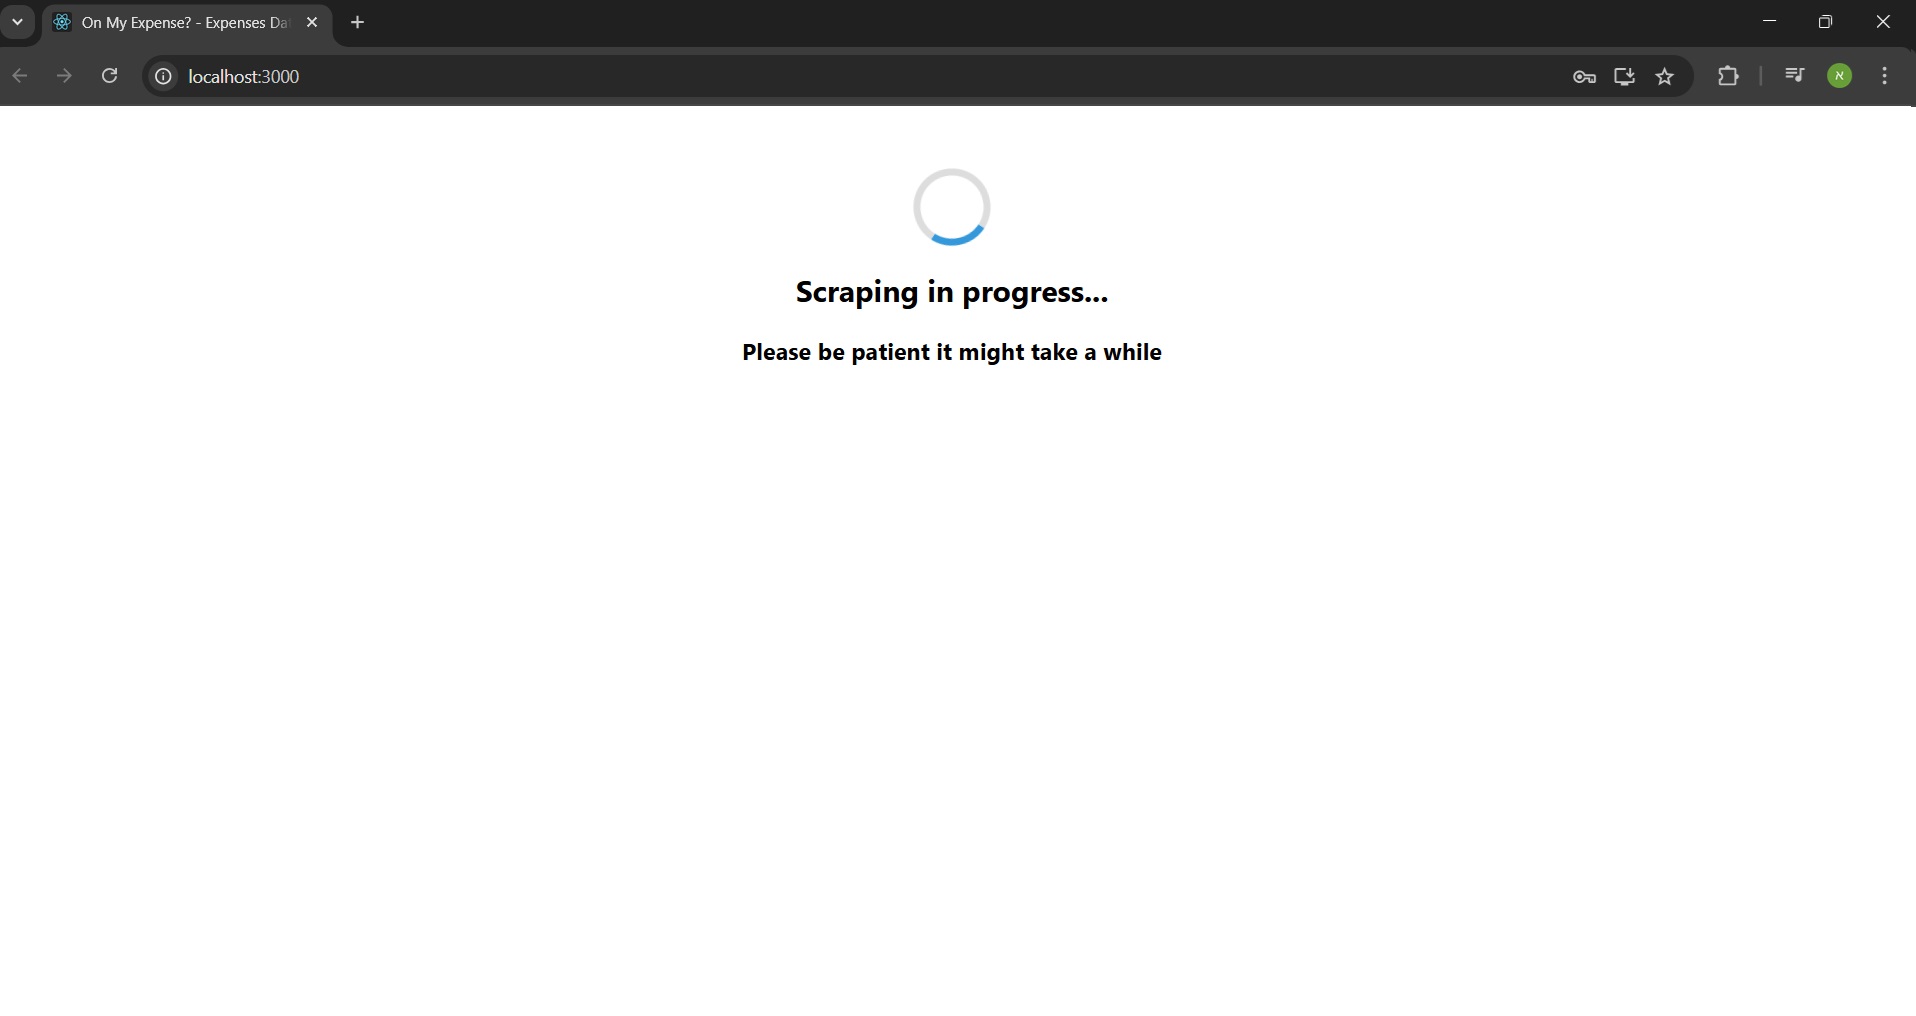 On My Expense? - Expenses Da
localhost:3000
א
Scraping in progress...
Please be patient it might take a while